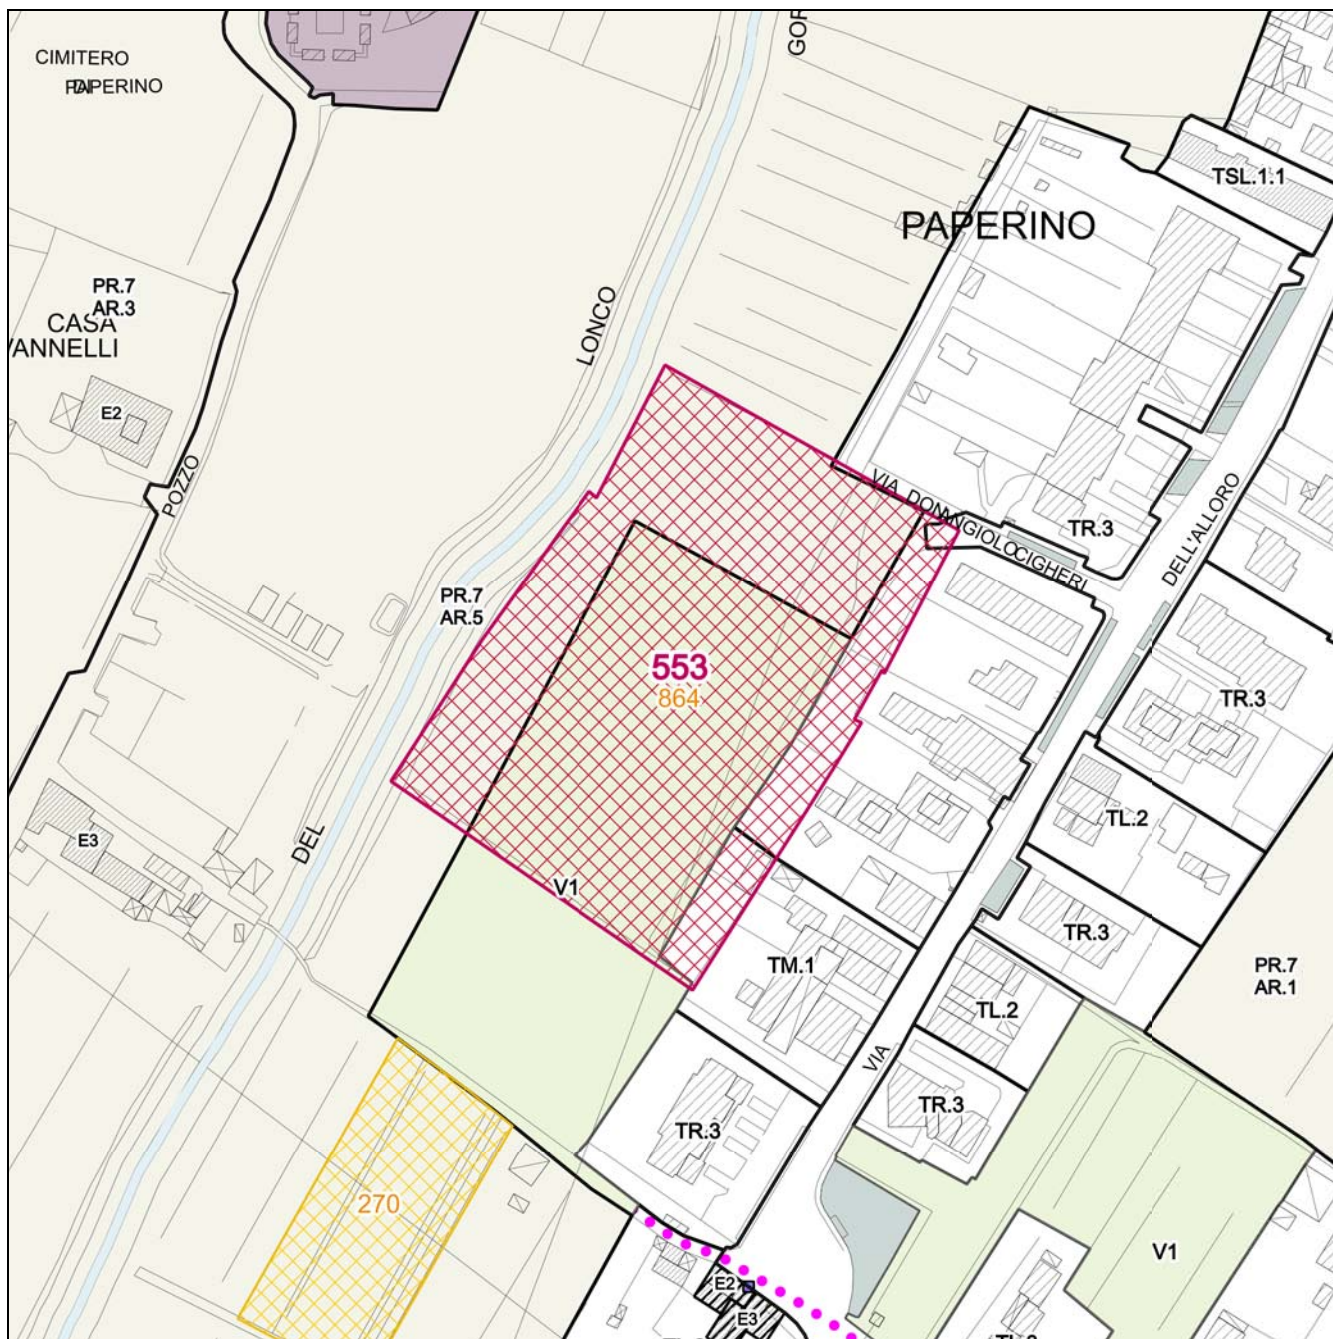 CIMITERO
PAPERINO
GOR
TSL.1.1
PAPERINO
PR.7
AR.3
CASA
VANNELLI
LONCO
E2
POZZO
VIA DON ANGIOLO CIGHERI
TR.3
DELL'ALLORO
PR.7
AR.5
553
864
TR.3
TL.2
DEL
E3
V1
TR.3
TM.1
PR.7
AR.1
TL.2
VIA
TR.3
TR.3
270
V1
E2
E3